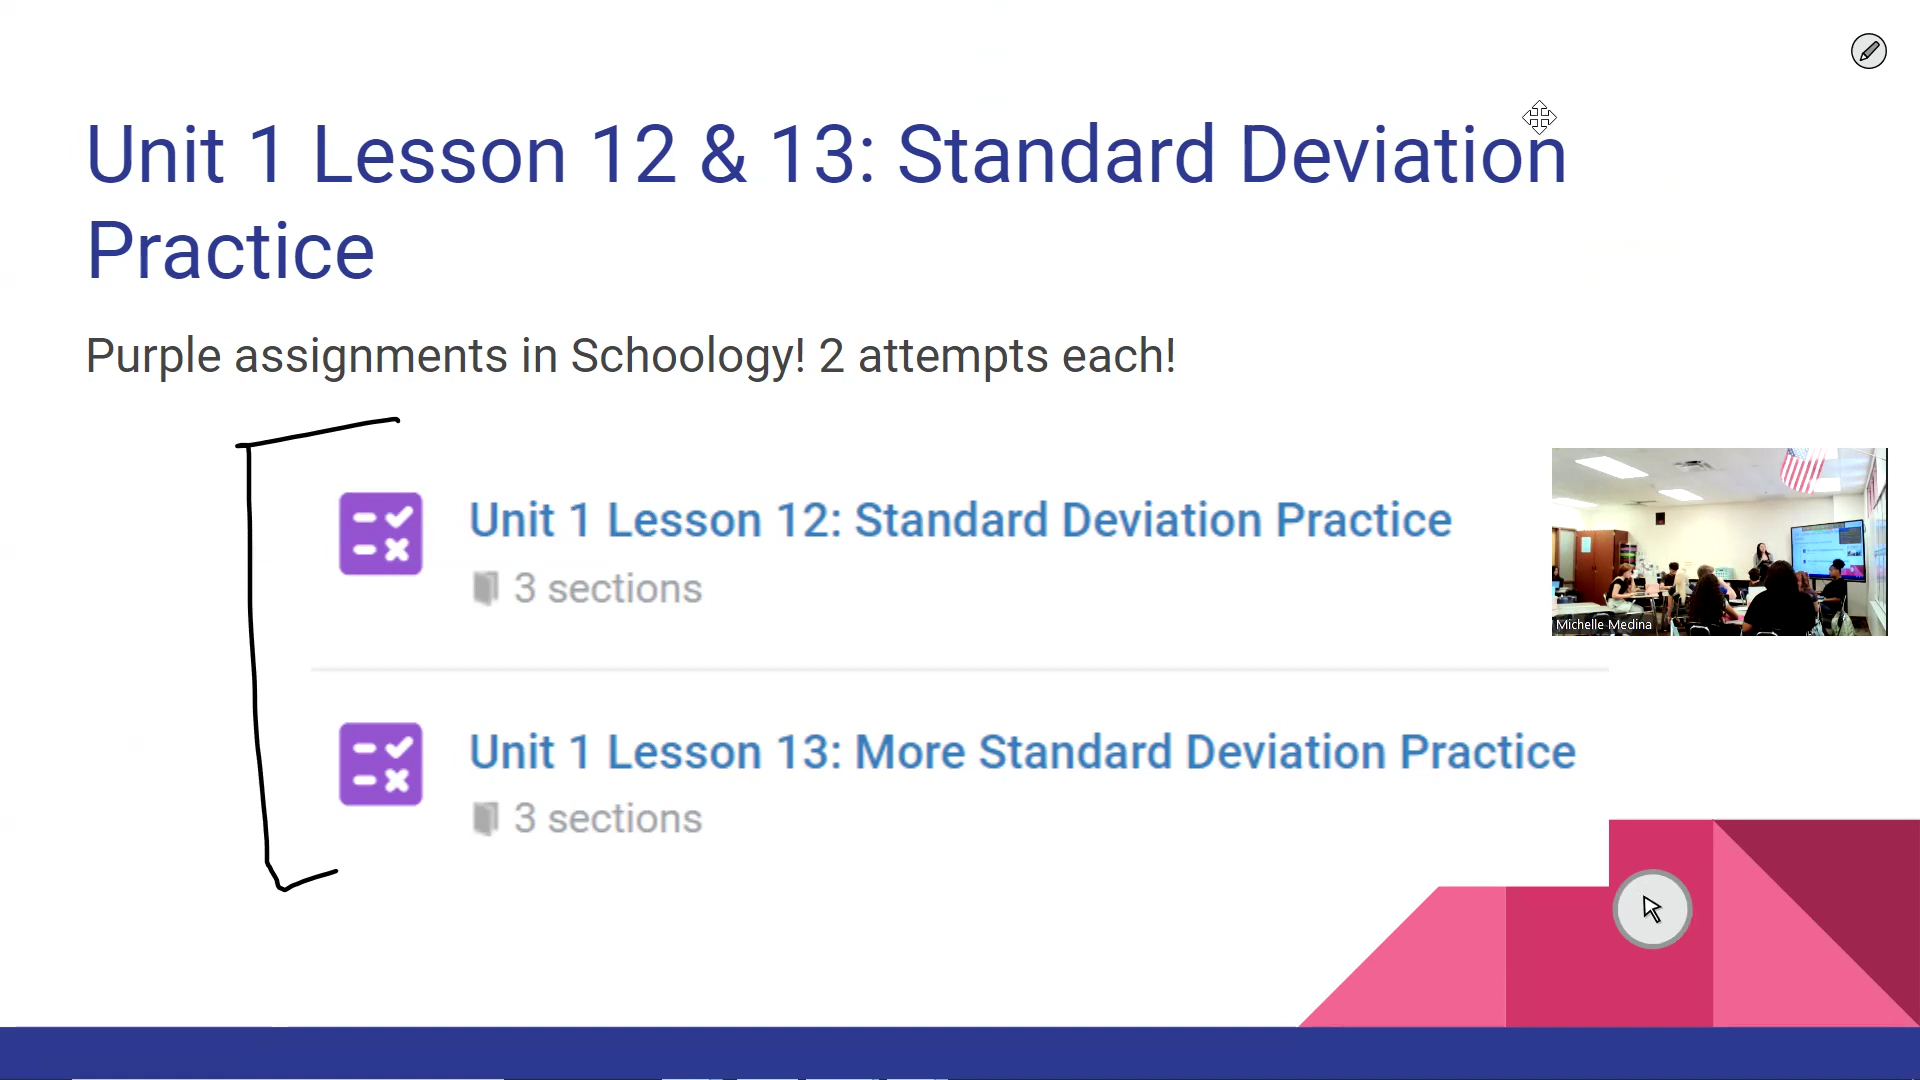 Unit 1 Lesson 12 & 13: Standard Deviation
Practice
Purple assignments in Schoology! 2 attempts each!
Unit 1 Lesson 12: Standard Deviation Practice
3 sections
Unit 1 Lesson 13: More Standard Deviation Practice
3 sections
Michelle Medina